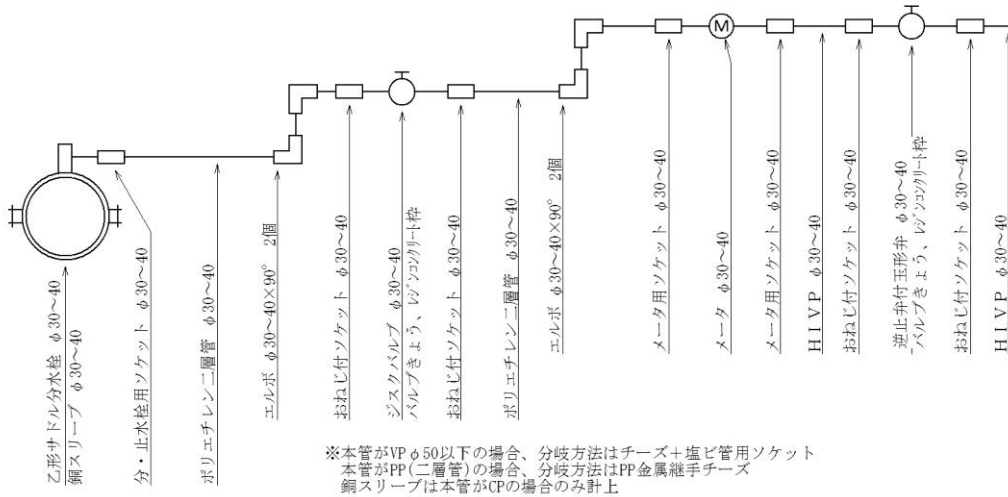 乙形サドル分水栓 φ30～40
銅スリーブ φ30～40
分・止水栓用ソケット φ30～40
ポリエチレン二層管 φ30～40
エルボ φ30～40×90° 2個
おねじ付ソケット φ30～40
ジスクバルブ φ30～40
バルブきょう、レジンコンクリート枠
おねじ付ソケット φ30～40
ポリエチレン二層管 φ30～40
エルボ φ30～40×90° 2個
メータ用ソケット φ30～40
M
メータ φ30～40
メータ用ソケット φ30～40
HIVP φ30～40
おねじ付ソケット φ30～40
逆止弁付玉形弁 φ30～40
バルブきょう、レジンコンクリート枠
おねじ付ソケット φ30～40
HIVP φ30～40
※本管がVPφ50以下の場合、分岐方法はチーズ＋塩ビ管用ソケット
本管がPP(二層管)の場合、分岐方法はPP金属継手チーズ
銅スリーブは本管がCPの場合のみ計上